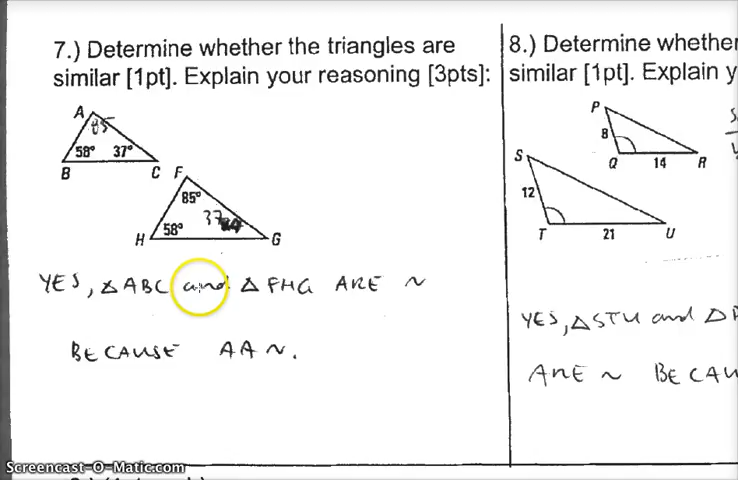 7.) Determine whether the triangles are
similar [1pt]. Explain your reasoning [3pts]:
A
85
58° 37°
B
C
F
85°
37
58°
H
G
YES, △ABC and △FHG ARE ~
BECAUSE AA~.
8.) Determine whether
similar [1pt]. Explain y
P
8
Q
14
R
S
12
T
21
U
YES, △STU and △
ARE ~ BECAU
Screencast-O-Matic.com